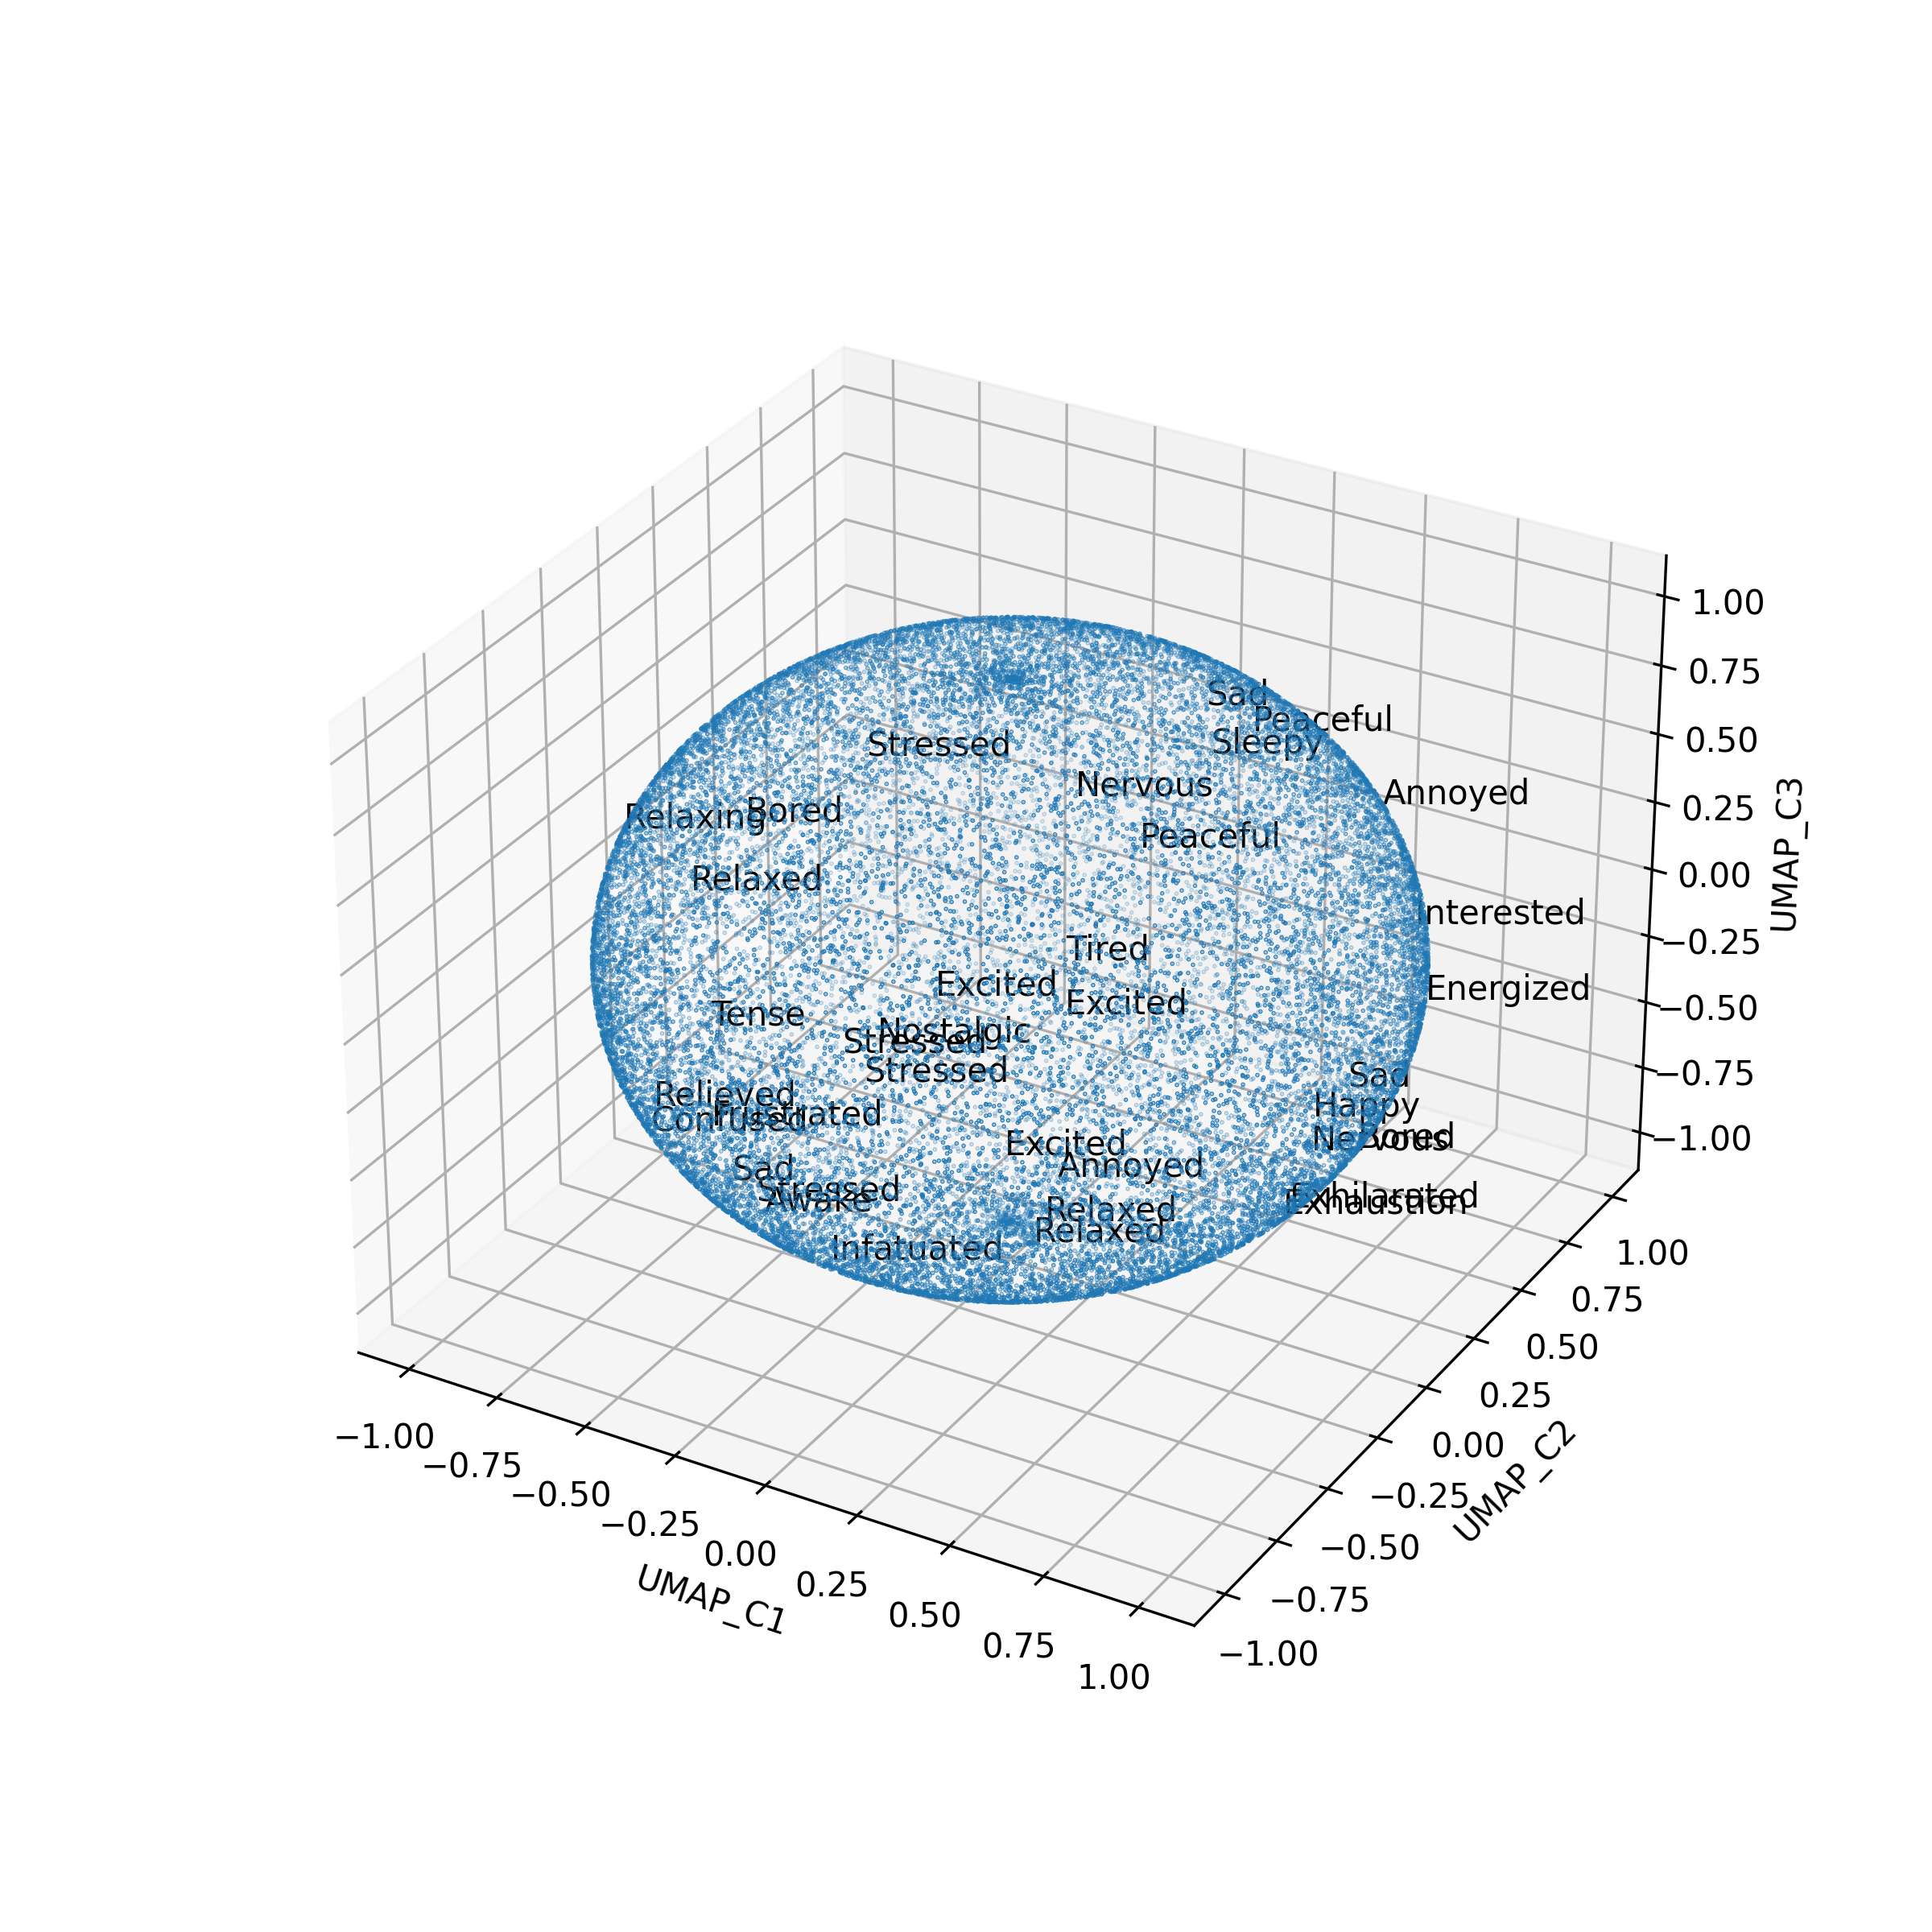 Sad
Peaceful
Sleepy
Stressed
Nervous
Annoyed
Relaxing
Bored
Peaceful
Relaxed
Interested
Tired
Excited
Energized
Excited
Tense
Nostalgic
Stressed
Stressed
Sad
Relieved
Happy
Frustrated
Confused
Bored
Nervous
Excited
Annoyed
Sad
Stressed
Awake
Exhilarated
Exhaustion
Relaxed
Relaxed
Infatuated
1.00
0.75
0.50
0.25
0.00
−0.25
−0.50
−0.75
−1.00
UMAP_C3
1.00
0.75
0.50
0.25
0.00
−0.25
−0.50
−0.75
−1.00
UMAP_C2
−1.00
−0.75
−0.50
−0.25
0.00
0.25
0.50
0.75
1.00
UMAP_C1